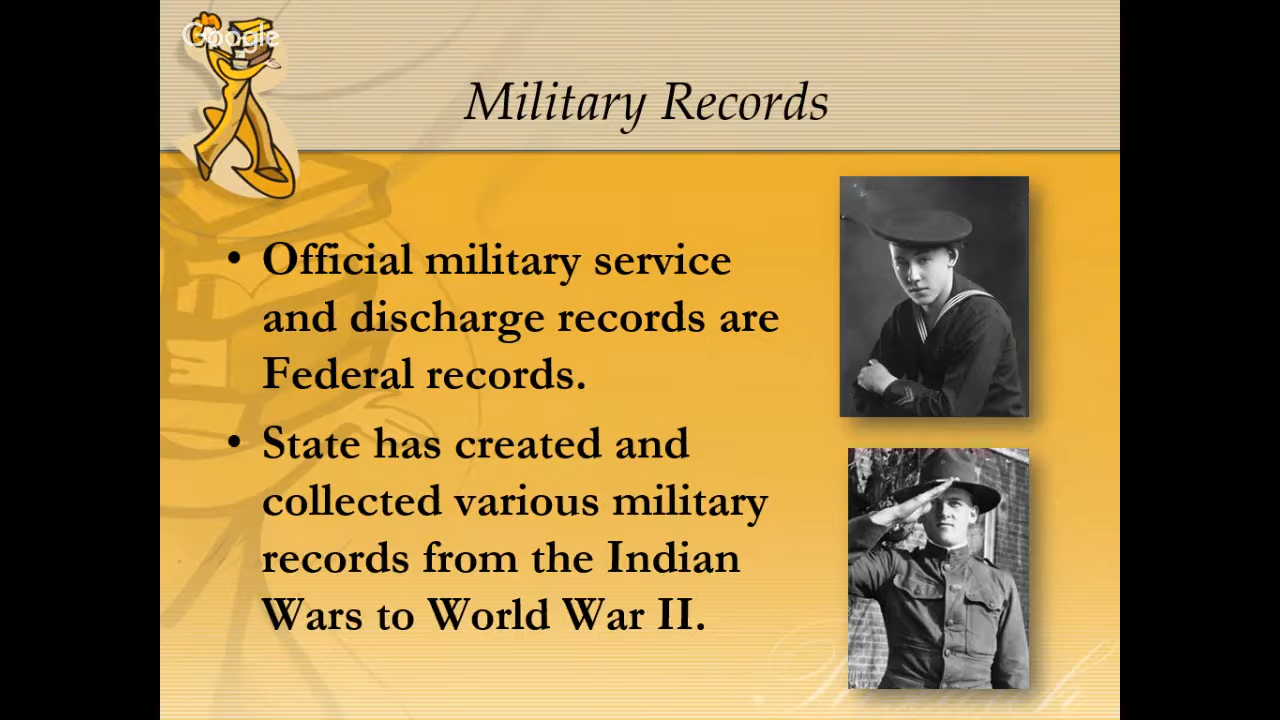 Google
Military Records
• Official military service
and discharge records are
Federal records.
• State has created and
collected various military
records from the Indian
Wars to World War II.